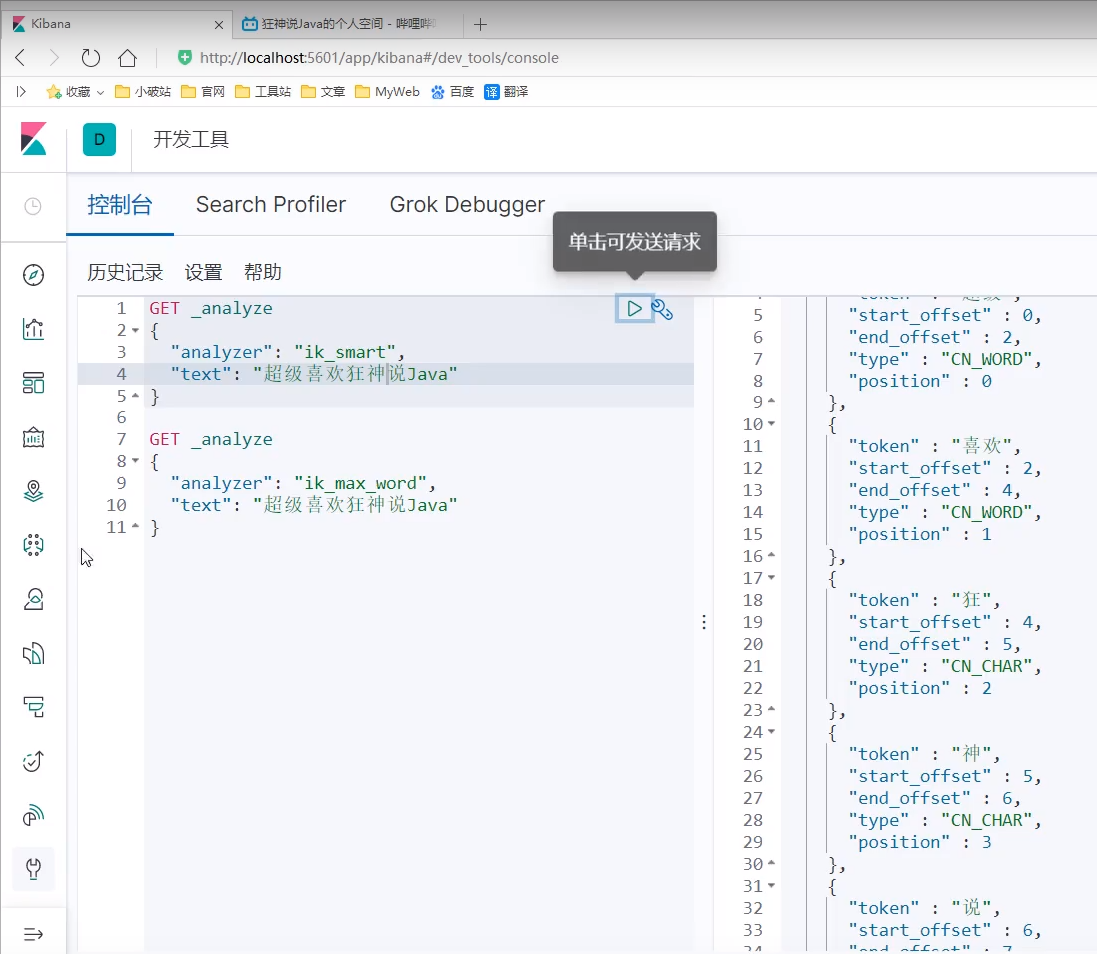 Kibana
狂神说Java的个人空间 - 哔哩哔
http://localhost:5601/app/kibana#/dev_tools/console
收藏 小破站 官网 工具站 文章 MyWeb 百度 译 翻译
D 开发工具
控制台 Search Profiler Grok Debugger
单击可发送请求
历史记录 设置 帮助
1 GET _analyze
2 {
3 "analyzer": "ik_smart",
4 "text": "超级喜欢狂神说Java"
5 }
6
7 GET _analyze
8 {
9 "analyzer": "ik_max_word",
10 "text": "超级喜欢狂神说Java"
11 }
"token" : "超级",
5 "start_offset" : 0,
6 "end_offset" : 2,
7 "type" : "CN_WORD",
8 "position" : 0
9 },
10 {
11 "token" : "喜欢",
12 "start_offset" : 2,
13 "end_offset" : 4,
14 "type" : "CN_WORD",
15 "position" : 1
16 },
17 {
18 "token" : "狂",
19 "start_offset" : 4,
20 "end_offset" : 5,
21 "type" : "CN_CHAR",
22 "position" : 2
23 },
24 {
25 "token" : "神",
26 "start_offset" : 5,
27 "end_offset" : 6,
28 "type" : "CN_CHAR",
29 "position" : 3
30 },
31 {
32 "token" : "说",
33 "start_offset" : 6,
34 "end_offset" : 7